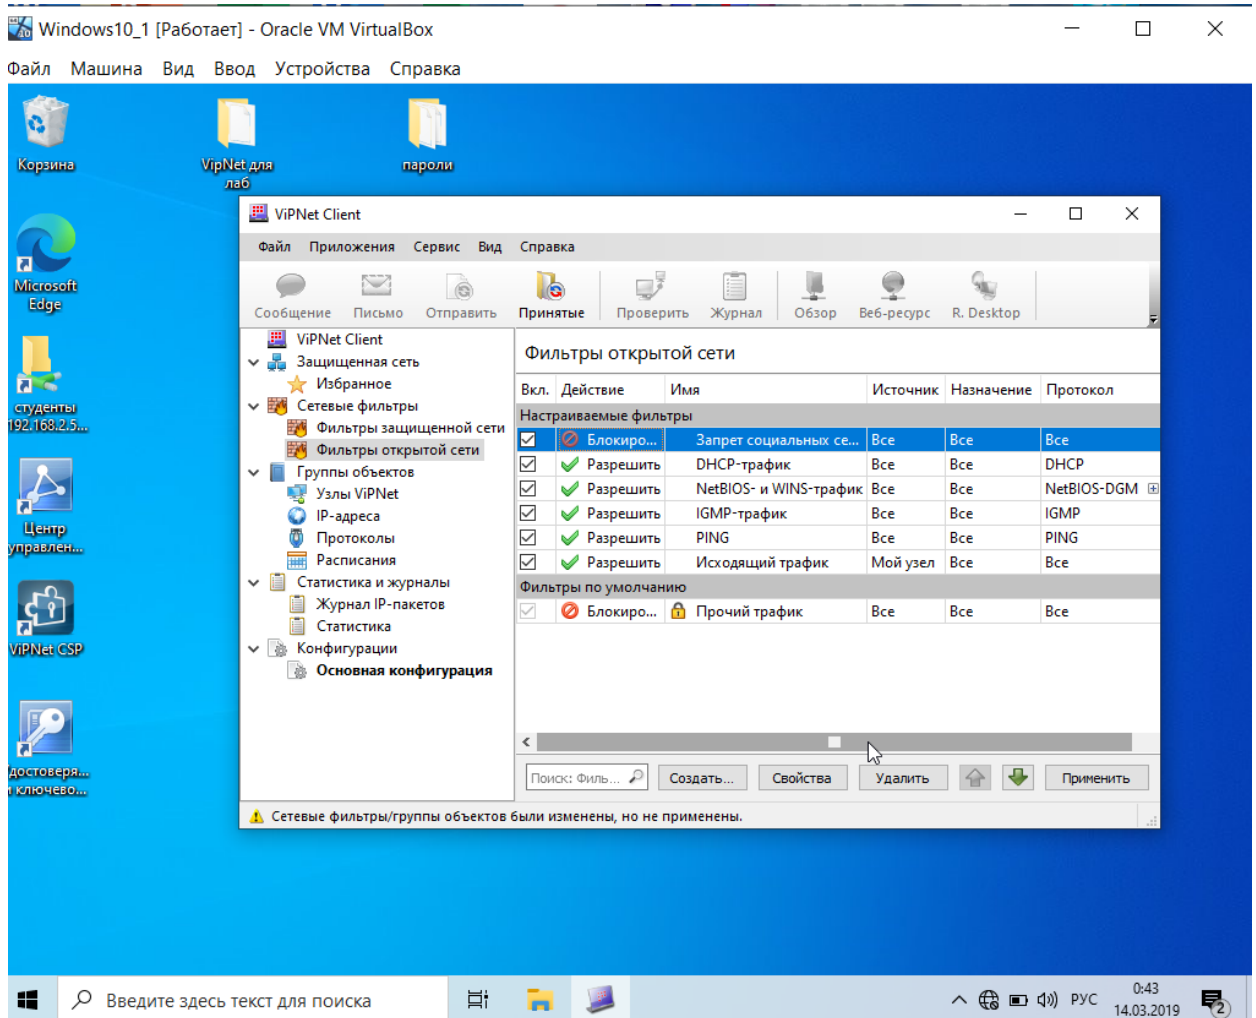 Windows10_1 [Работает] - Oracle VM VirtualBox
Файл Машина Вид Ввод Устройства Справка
Корзина
VipNet для лаб
пароли
Microsoft Edge
студенты 192.168.2.5...
Центр управлен...
ViPNet CSP
достоверя...
и ключево...
ViPNet Client
Файл Приложения Сервис Вид Справка
Сообщение Письмо Отправить Принятые Проверить Журнал Обзор Веб-ресурс R. Desktop
ViPNet Client
Защищенная сеть
Избранное
Сетевые фильтры
Фильтры защищенной сети
Фильтры открытой сети
Группы объектов
Узлы ViPNet
IP-адреса
Протоколы
Расписания
Статистика и журналы
Журнал IP-пакетов
Статистика
Конфигурации
Основная конфигурация
Фильтры открытой сети
Вкл. Действие Имя Источник Назначение Протокол
Настраиваемые фильтры
Блокиро... Запрет социальных се... Все Все Все
Разрешить DHCP-трафик Все Все DHCP
Разрешить NetBIOS- и WINS-трафик Все Все NetBIOS-DGM
Разрешить IGMP-трафик Все Все IGMP
Разрешить PING Все Все PING
Разрешить Исходящий трафик Мой узел Все Все
Фильтры по умолчанию
Блокиро... Прочий трафик Все Все Все
Поиск: Филь... Создать... Свойства Удалить Применить
Сетевые фильтры/группы объектов были изменены, но не применены.
Введите здесь текст для поиска
РУС
0:43
14.03.2019
2